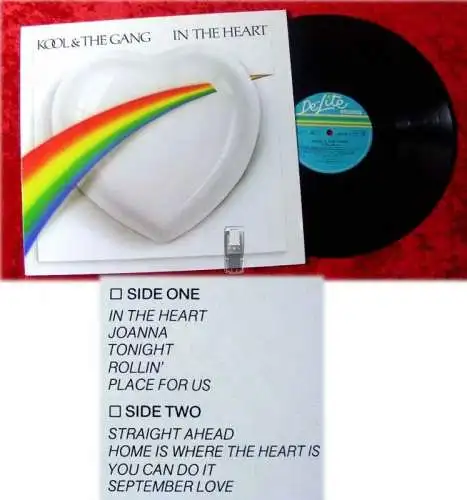 KOOL & THE GANG IN THE HEART
De-Lite
□ SIDE ONE
IN THE HEART
JOANNA
TONIGHT
ROLLIN'
PLACE FOR US
□ SIDE TWO
STRAIGHT AHEAD
HOME IS WHERE THE HEART IS
YOU CAN DO IT
SEPTEMBER LOVE